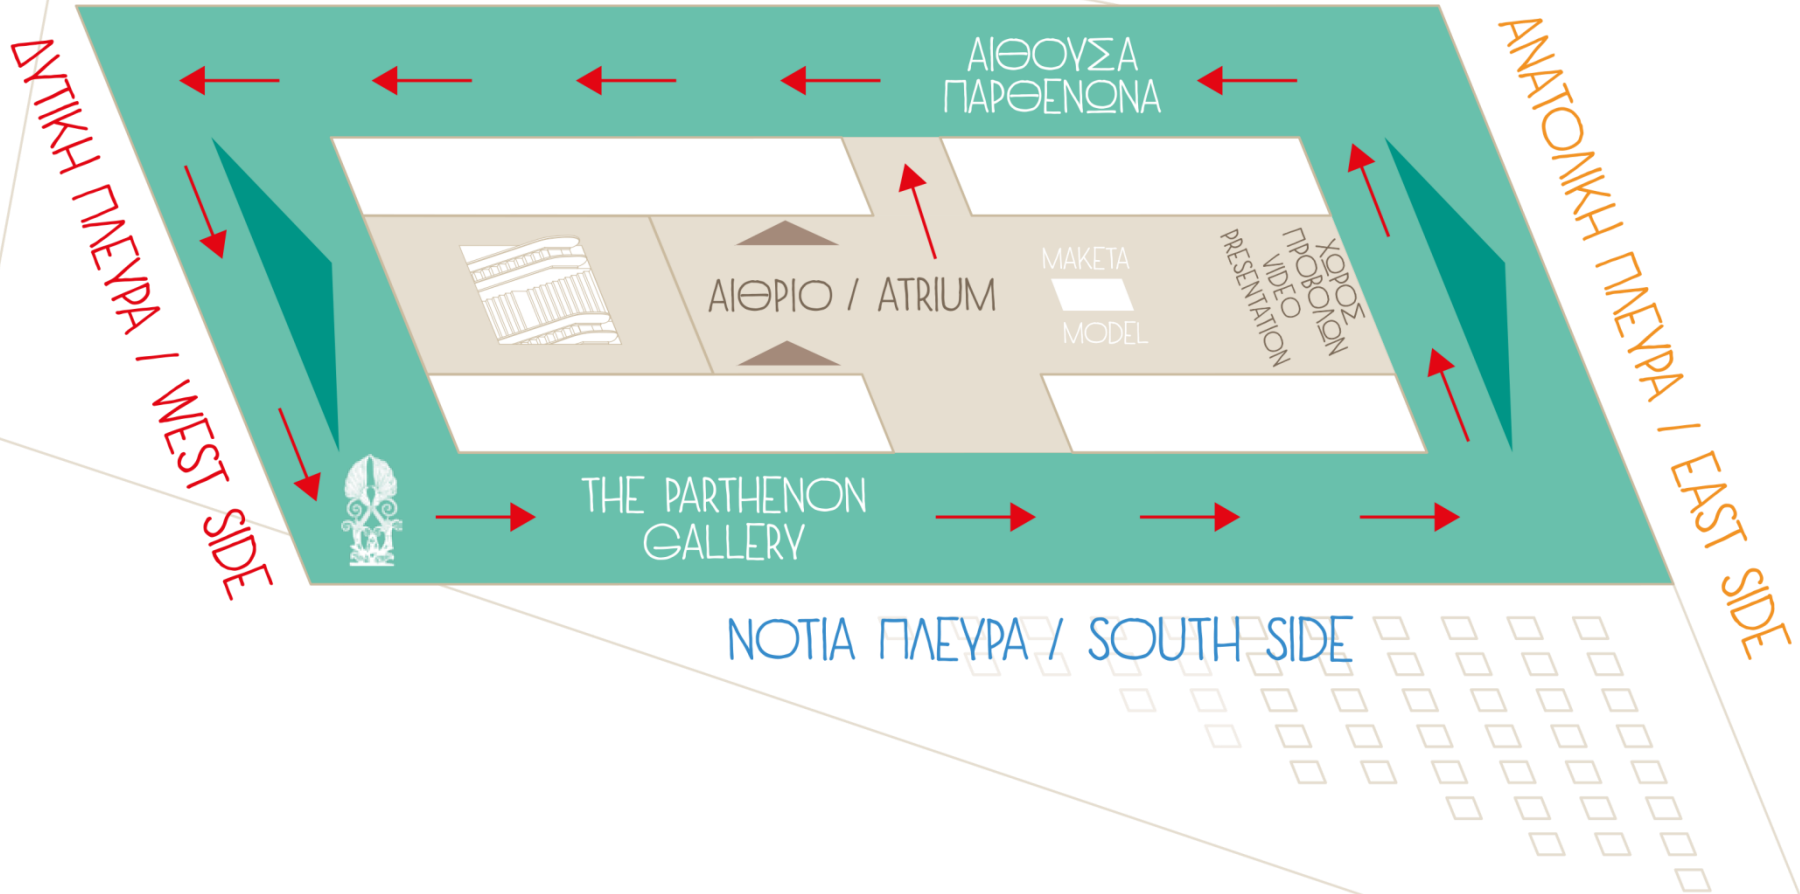 ΑΙΘΟΥΣΑ
ΠΑΡΘΕΝΩΝΑ
ΔΥΤΙΚΗ ΠΛΕΥΡΑ / WEST SIDE
ΑΙΘΡΙΟ / ATRIUM
ΜΑΚΕΤΑ
MODEL
ΧΩΡΟΣ
ΠΡΟΒΟΛΩΝ
VIDEO
PRESENTATION
ΑΝΑΤΟΛΙΚΗ ΠΛΕΥΡΑ / EAST SIDE
THE PARTHENON
GALLERY
ΝΟΤΙΑ ΠΛΕΥΡΑ / SOUTH SIDE